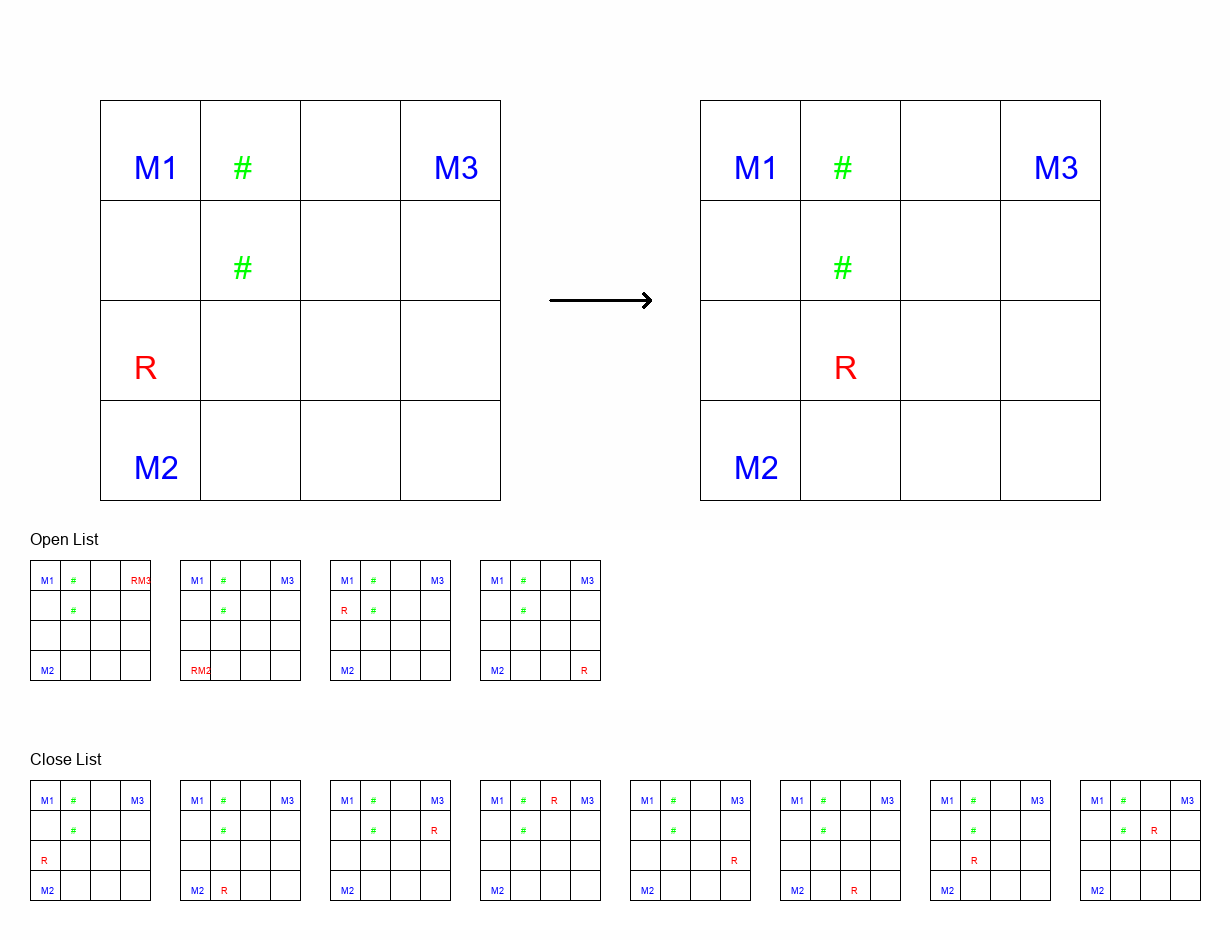 M1 # M3 M1 # M3
# #
R R
M2 M2
Open List
M1 # RM3 M1 # M3 M1 # M3 M1 # M3
# # R # #
M2 RM2 M2 M2 R
Close List
M1 # M3 M1 # M3 M1 # M3 M1 # R M3 M1 # M3 M1 # M3 M1 # M3 M1 # M3
# # # R # # # # # R
R R R
M2 M2 R M2 M2 M2 M2 R M2 M2